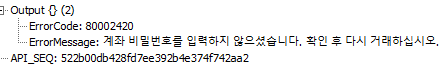 Output {} (2)
ErrorCode: 80002420
ErrorMessage: 계좌 비밀번호를 입력하지 않으셨습니다. 확인 후 다시 거래하십시오.
API_SEQ: 522b00db428fd7ee392b4e374f742aa2